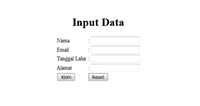 Input Data
Nama :
Email :
Tanggal Lahir :
Alamat :
Kirim Reset